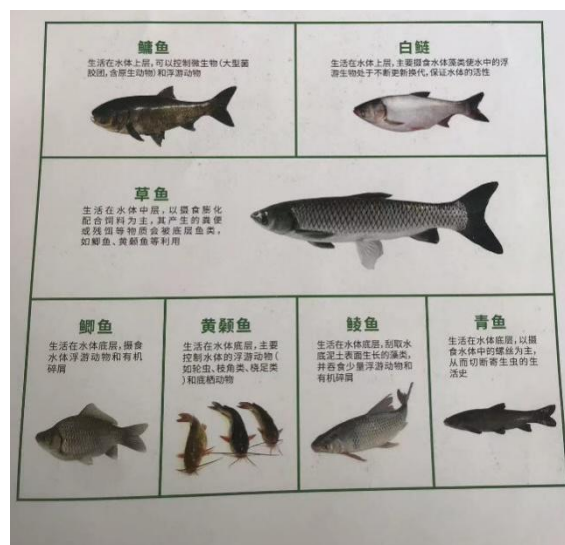 鳙鱼
生活在水体上层,可以控制微生物(大型菌
胶团,含原生动物)和浮游动物
白鲢
生活在水体上层,主要摄食水体藻类使水中的浮
游生物处于不断更新换代,保证水体的活性
草鱼
生活在水体中层,以摄食膨化
配合饲料为主,其产生的粪便
或残饵等物质会被底层鱼类,
如鲫鱼、黄颡鱼等利用
鲫鱼
生活在水体底层,摄食
水体浮游动物和有机
碎屑
黄颡鱼
生活在水体底层,主要
控制水体的浮游动物(
如轮虫、枝角类、桡足类
)和底栖动物
鲮鱼
生活在水体底层,刮取水
底泥土表面生长的藻类,
并吞食少量浮游动物和
有机碎屑
青鱼
生活在水体底层,以摄
食水体中的螺丝为主,
从而切断寄生虫的生
活史